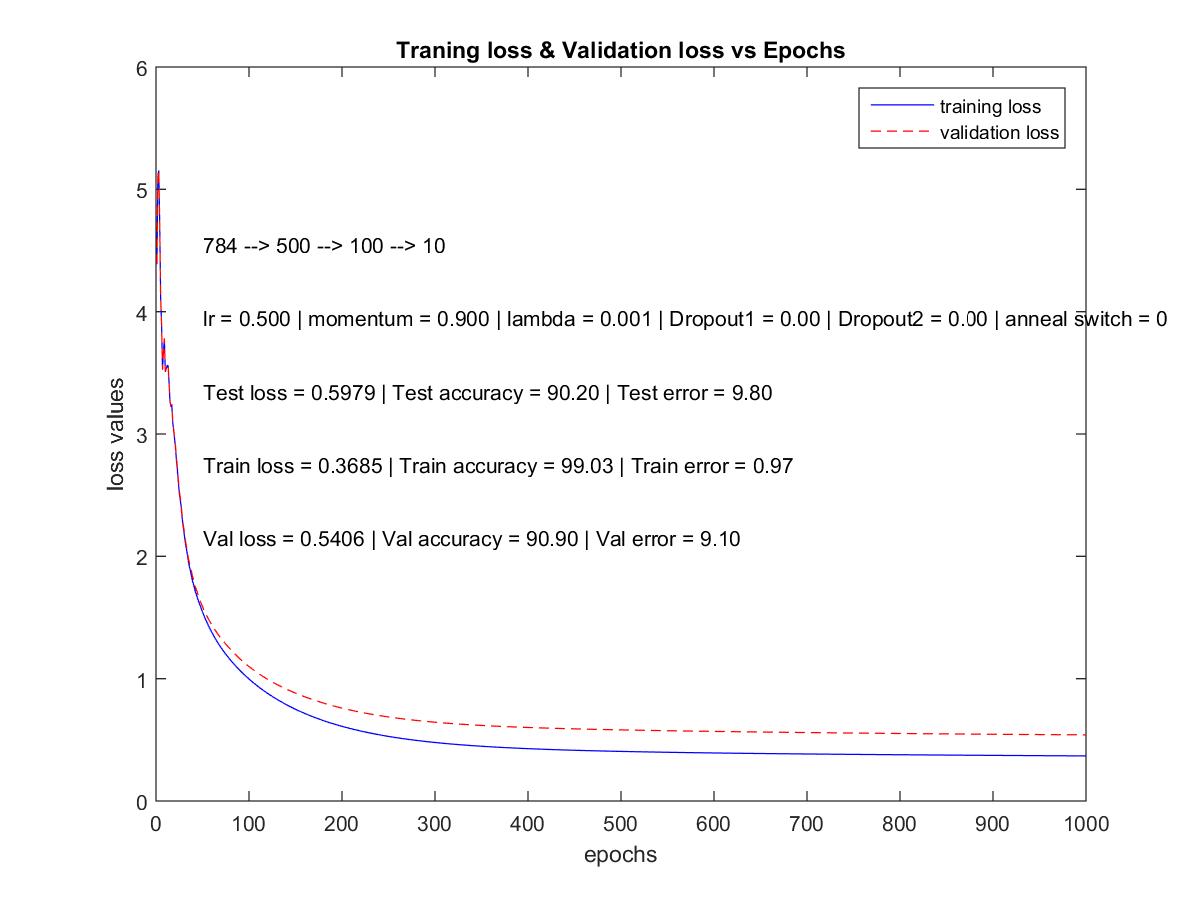 Traning loss & Validation loss vs Epochs
6
training loss
validation loss
5
784 --> 500 --> 100 --> 10
4
lr = 0.500 | momentum = 0.900 | lambda = 0.001 | Dropout1 = 0.00 | Dropout2 = 0.00 | anneal switch = 0
Test loss = 0.5979 | Test accuracy = 90.20 | Test error = 9.80
loss values
3
Train loss = 0.3685 | Train accuracy = 99.03 | Train error = 0.97
Val loss = 0.5406 | Val accuracy = 90.90 | Val error = 9.10
2
1
0
0 100 200 300 400 500 600 700 800 900 1000
epochs